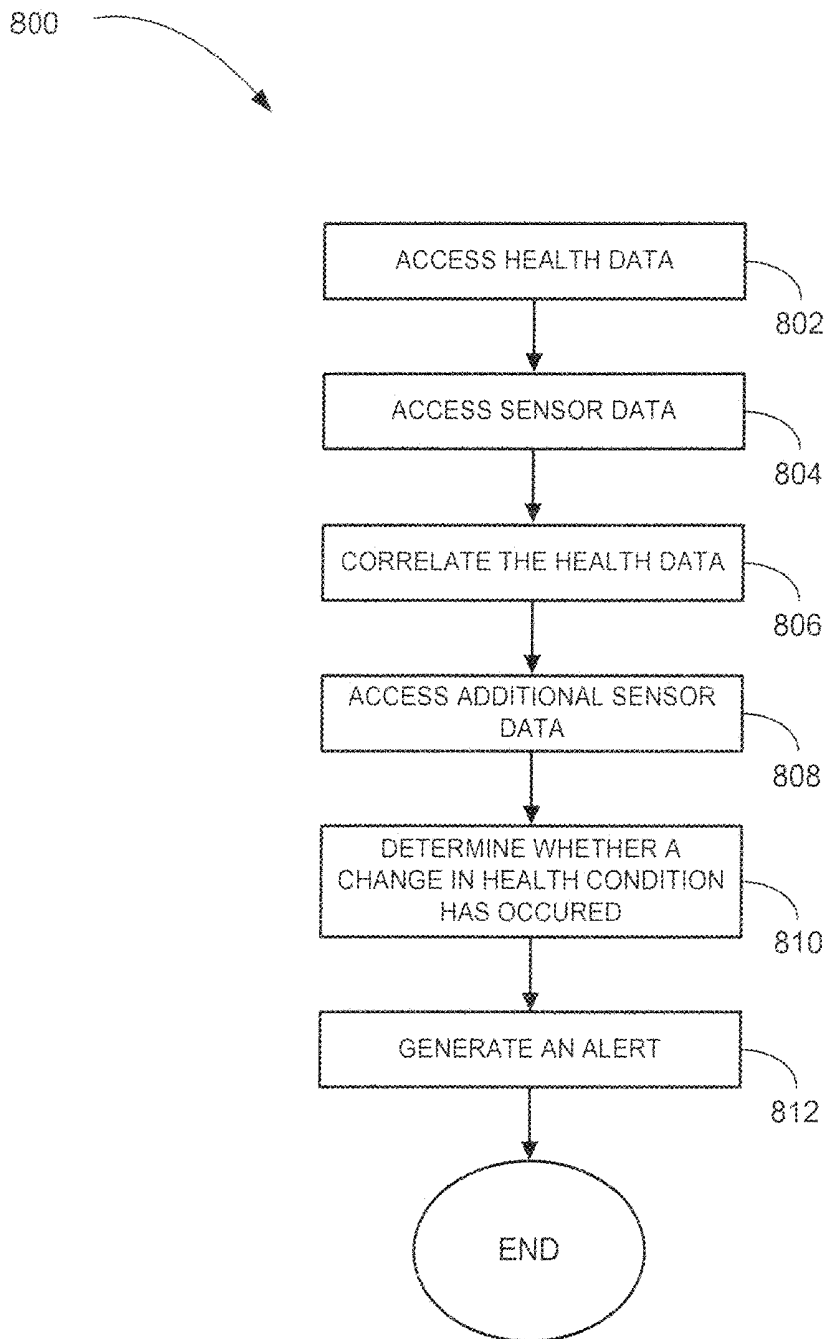 800
ACCESS HEALTH DATA
802
ACCESS SENSOR DATA
804
CORRELATE THE HEALTH DATA
806
ACCESS ADDITIONAL SENSOR
DATA
808
DETERMINE WHETHER A
CHANGE IN HEALTH CONDITION
HAS OCCURED
810
GENERATE AN ALERT
812
END